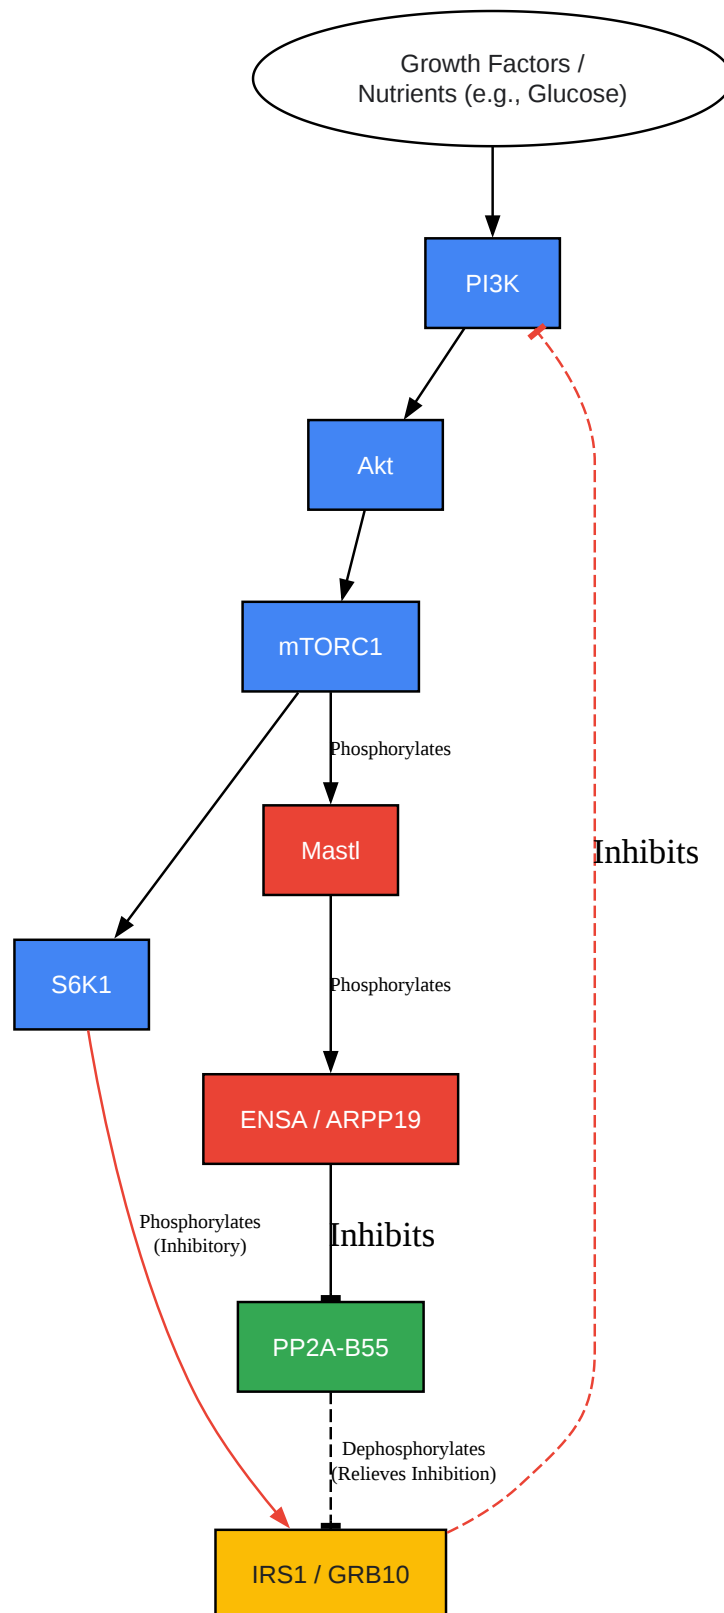 Growth Factors /
Nutrients (e.g., Glucose)
PI3K
Akt
mTORC1
Phosphorylates
Mastl
Inhibits
S6K1
Phosphorylates
ENSA / ARPP19
Phosphorylates
(Inhibitory)
Inhibits
PP2A-B55
Dephosphorylates
(Relieves Inhibition)
IRS1 / GRB10